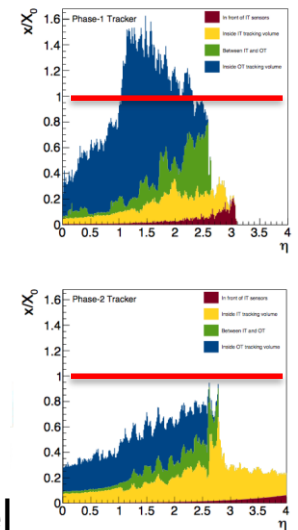 x/X₀
1.6
1.4
1.2
1
0.8
0.6
0.4
0.2
0
Phase-1 Tracker
In front of IT sensors
Inside IT tracking volume
Between IT and OT
Inside OT tracking volume
0 0.5 1 1.5 2 2.5 3 3.5 4
η
x/X₀
1.6
1.4
1.2
1
0.8
0.6
0.4
0.2
0
Phase-2 Tracker
In front of IT sensors
Inside IT tracking volume
Between IT and OT
Inside OT tracking volume
0 0.5 1 1.5 2 2.5 3 3.5 4
η